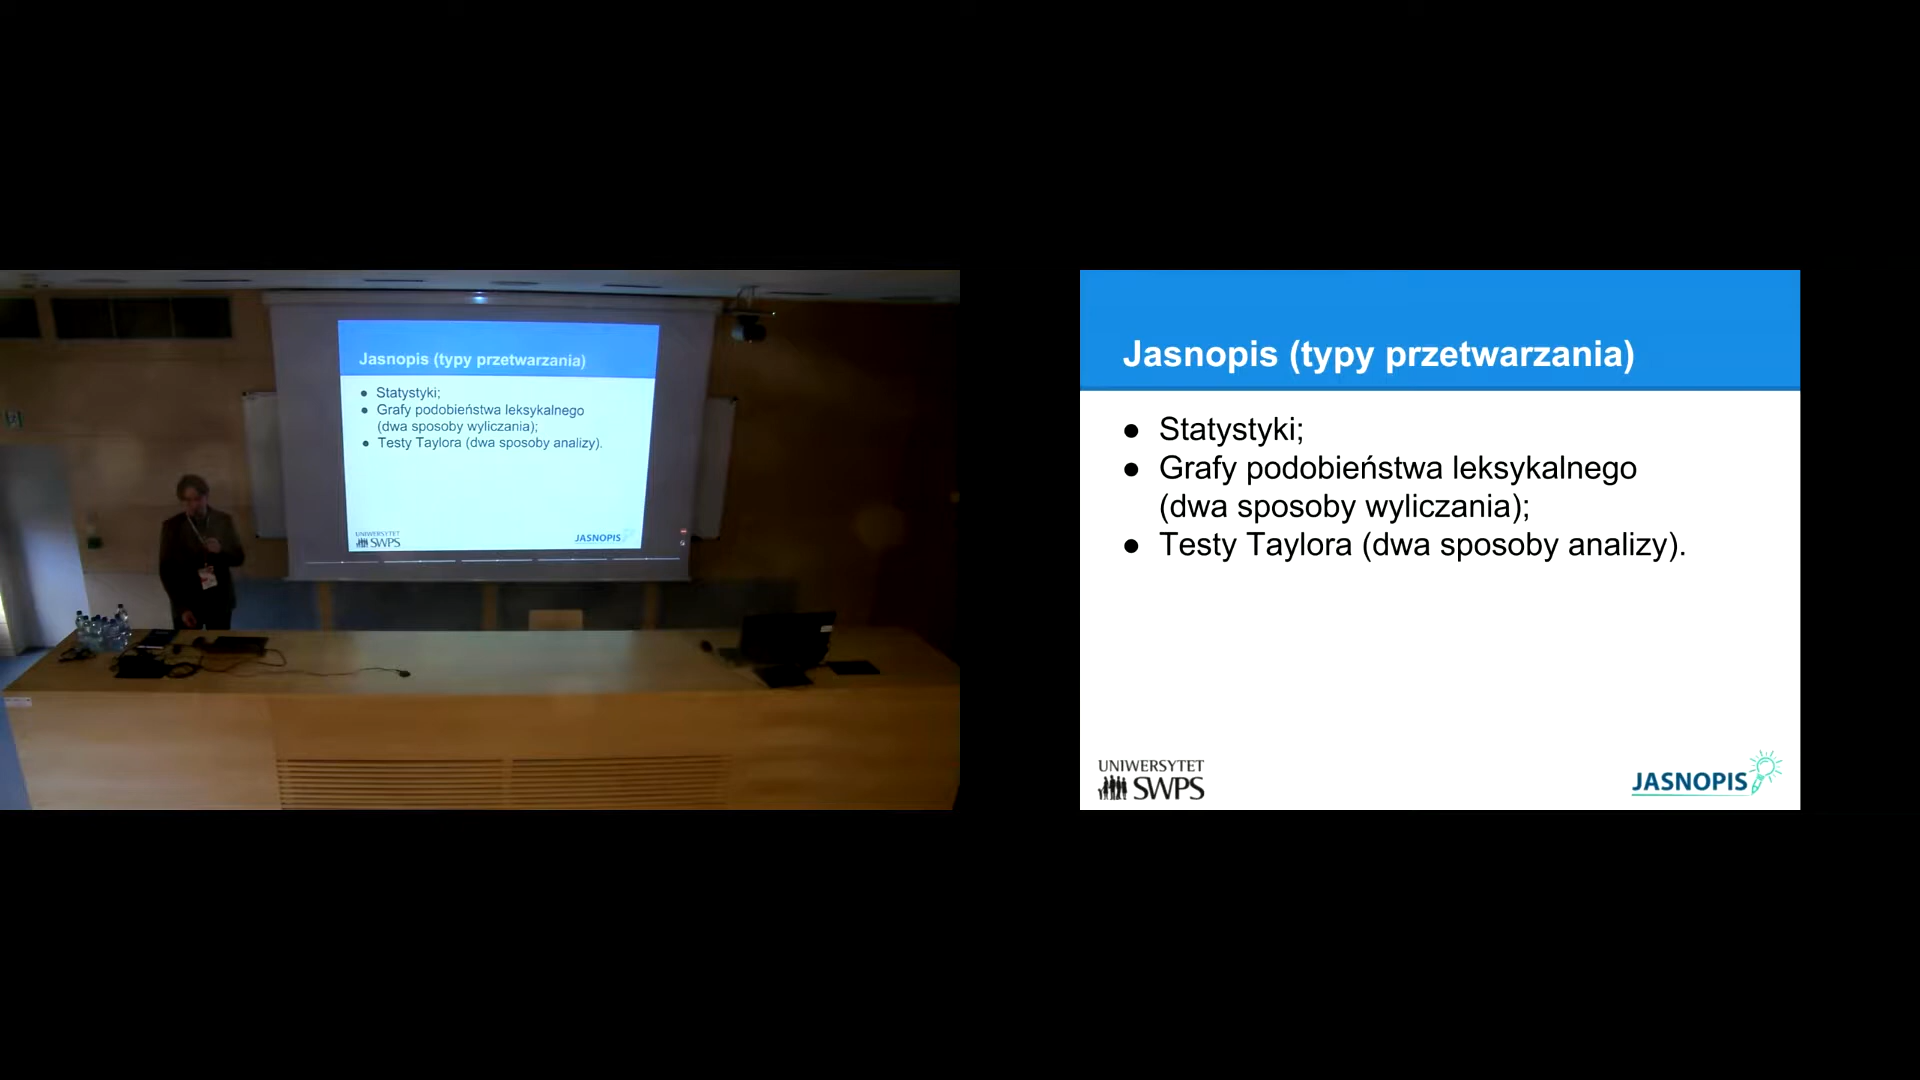 Jasnopis (typy przetwarzania)
● Statystyki;
● Grafy podobieństwa leksykalnego
(dwa sposoby wyliczania);
● Testy Taylora (dwa sposoby analizy).
UNIWERSYTET
SWPS
JASNOPIS
Jasnopis (typy przetwarzania)
● Statystyki;
● Grafy podobieństwa leksykalnego
(dwa sposoby wyliczania);
● Testy Taylora (dwa sposoby analizy).
UNIWERSYTET
SWPS
JASNOPIS